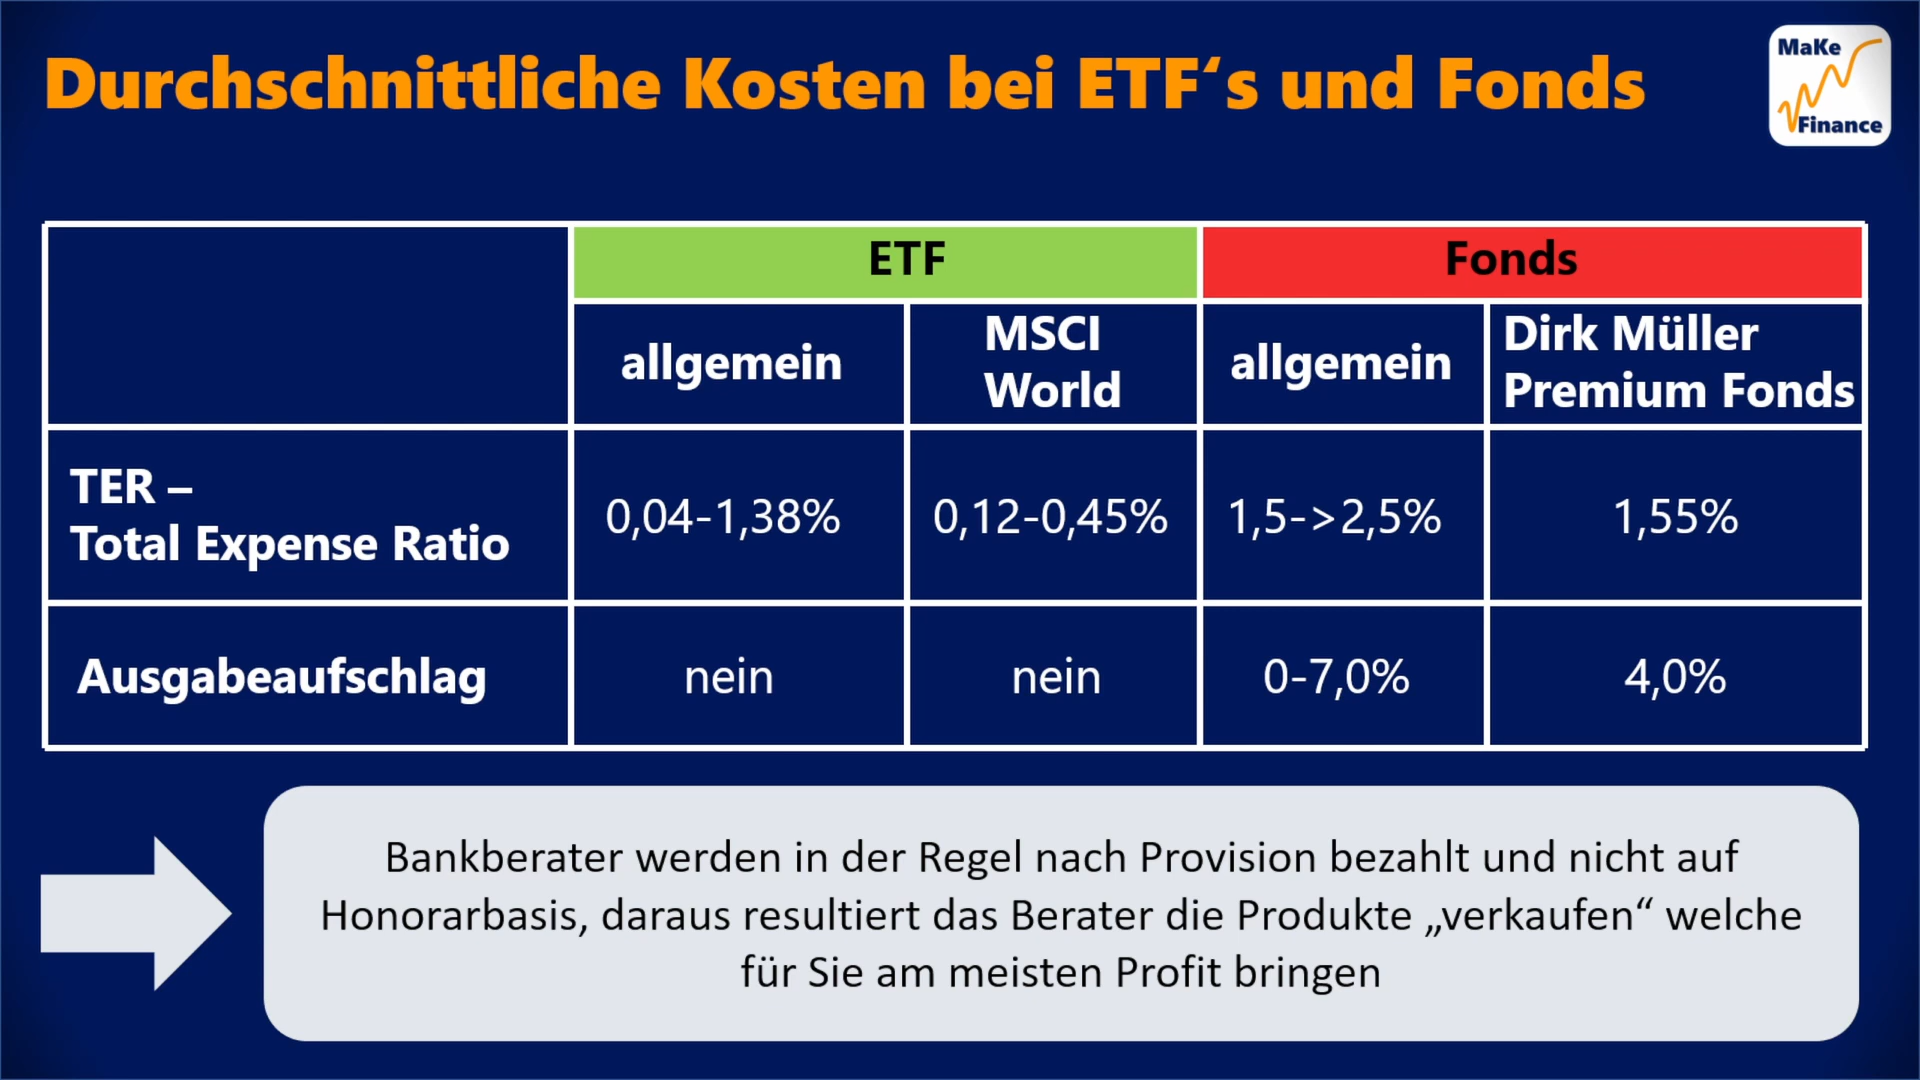 Durchschnittliche Kosten bei ETF‘s und Fonds
MaKe
Finance
ETF
Fonds
allgemein
MSCI
World
allgemein
Dirk Müller
Premium Fonds
TER –
Total Expense Ratio
0,04-1,38%
0,12-0,45%
1,5->2,5%
1,55%
Ausgabeaufschlag
nein
nein
0-7,0%
4,0%
Bankberater werden in der Regel nach Provision bezahlt und nicht auf
Honorarbasis, daraus resultiert das Berater die Produkte „verkaufen“ welche
für Sie am meisten Profit bringen